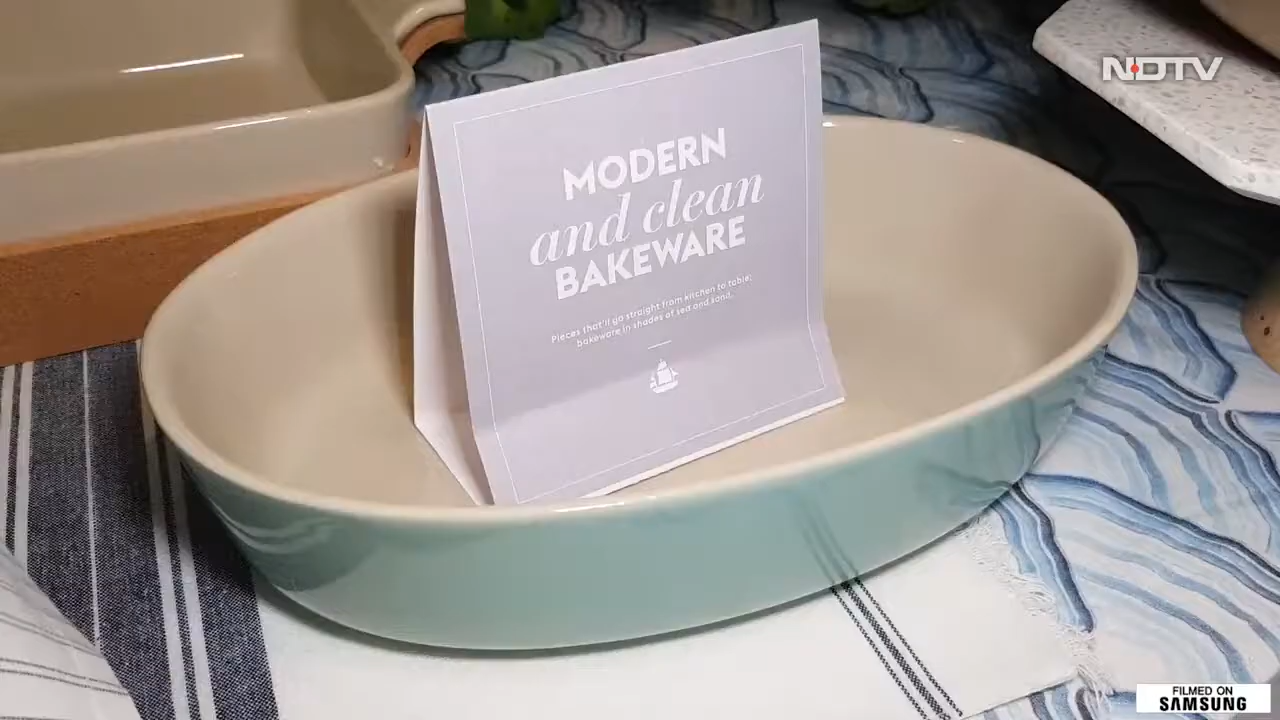 NDTV
MODERN
and clean
BAKEWARE
Pieces that'll go straight from kitchen to table;
bakeware in shades of sea and sand.
FILMED ON
SAMSUNG